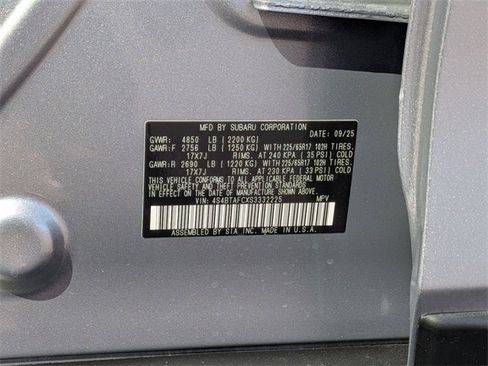 MFD BY SUBARU CORPORATION
DATE: 09/25
GVWR: 4850 LB (2200 KG)
GAWR:F 2756 LB (1250 KG) WITH 225/65R17 102H TIRES,
17X7J RIMS, AT 240 KPA (35 PSI) COLD
GAWR:R 2690 LB (1220 KG) WITH 225/65R17 102H TIRES,
17X7J RIMS, AT 230 KPA (33 PSI) COLD
THIS VEHICLE CONFORMS TO ALL APPLICABLE
FEDERAL MOTOR VEHICLE SAFETY, BUMPER,
AND THEFT PREVENTION STANDARDS
IN EFFECT ON THE DATE OF MANUFACTURE SHOWN ABOVE.
VIN: 4S4BTAFCXS3332225 MPV
ASSEMBLED BY SIA INC. MADE IN U.S.A.